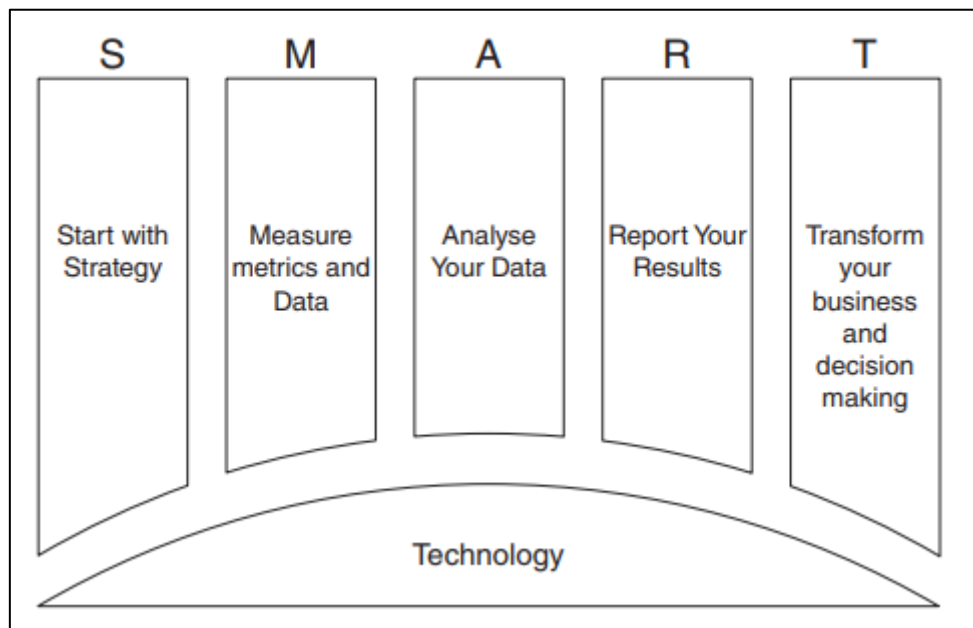 S M A R T
Start with
Strategy
Measure
metrics and
Data
Analyse
Your Data
Report Your
Results
Transform
your
business
and
decision
making
Technology